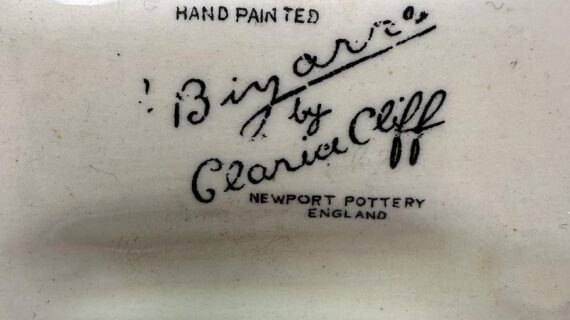 HAND PAINTED
Bizarre
by
Clarice Cliff
NEWPORT POTTERY
ENGLAND